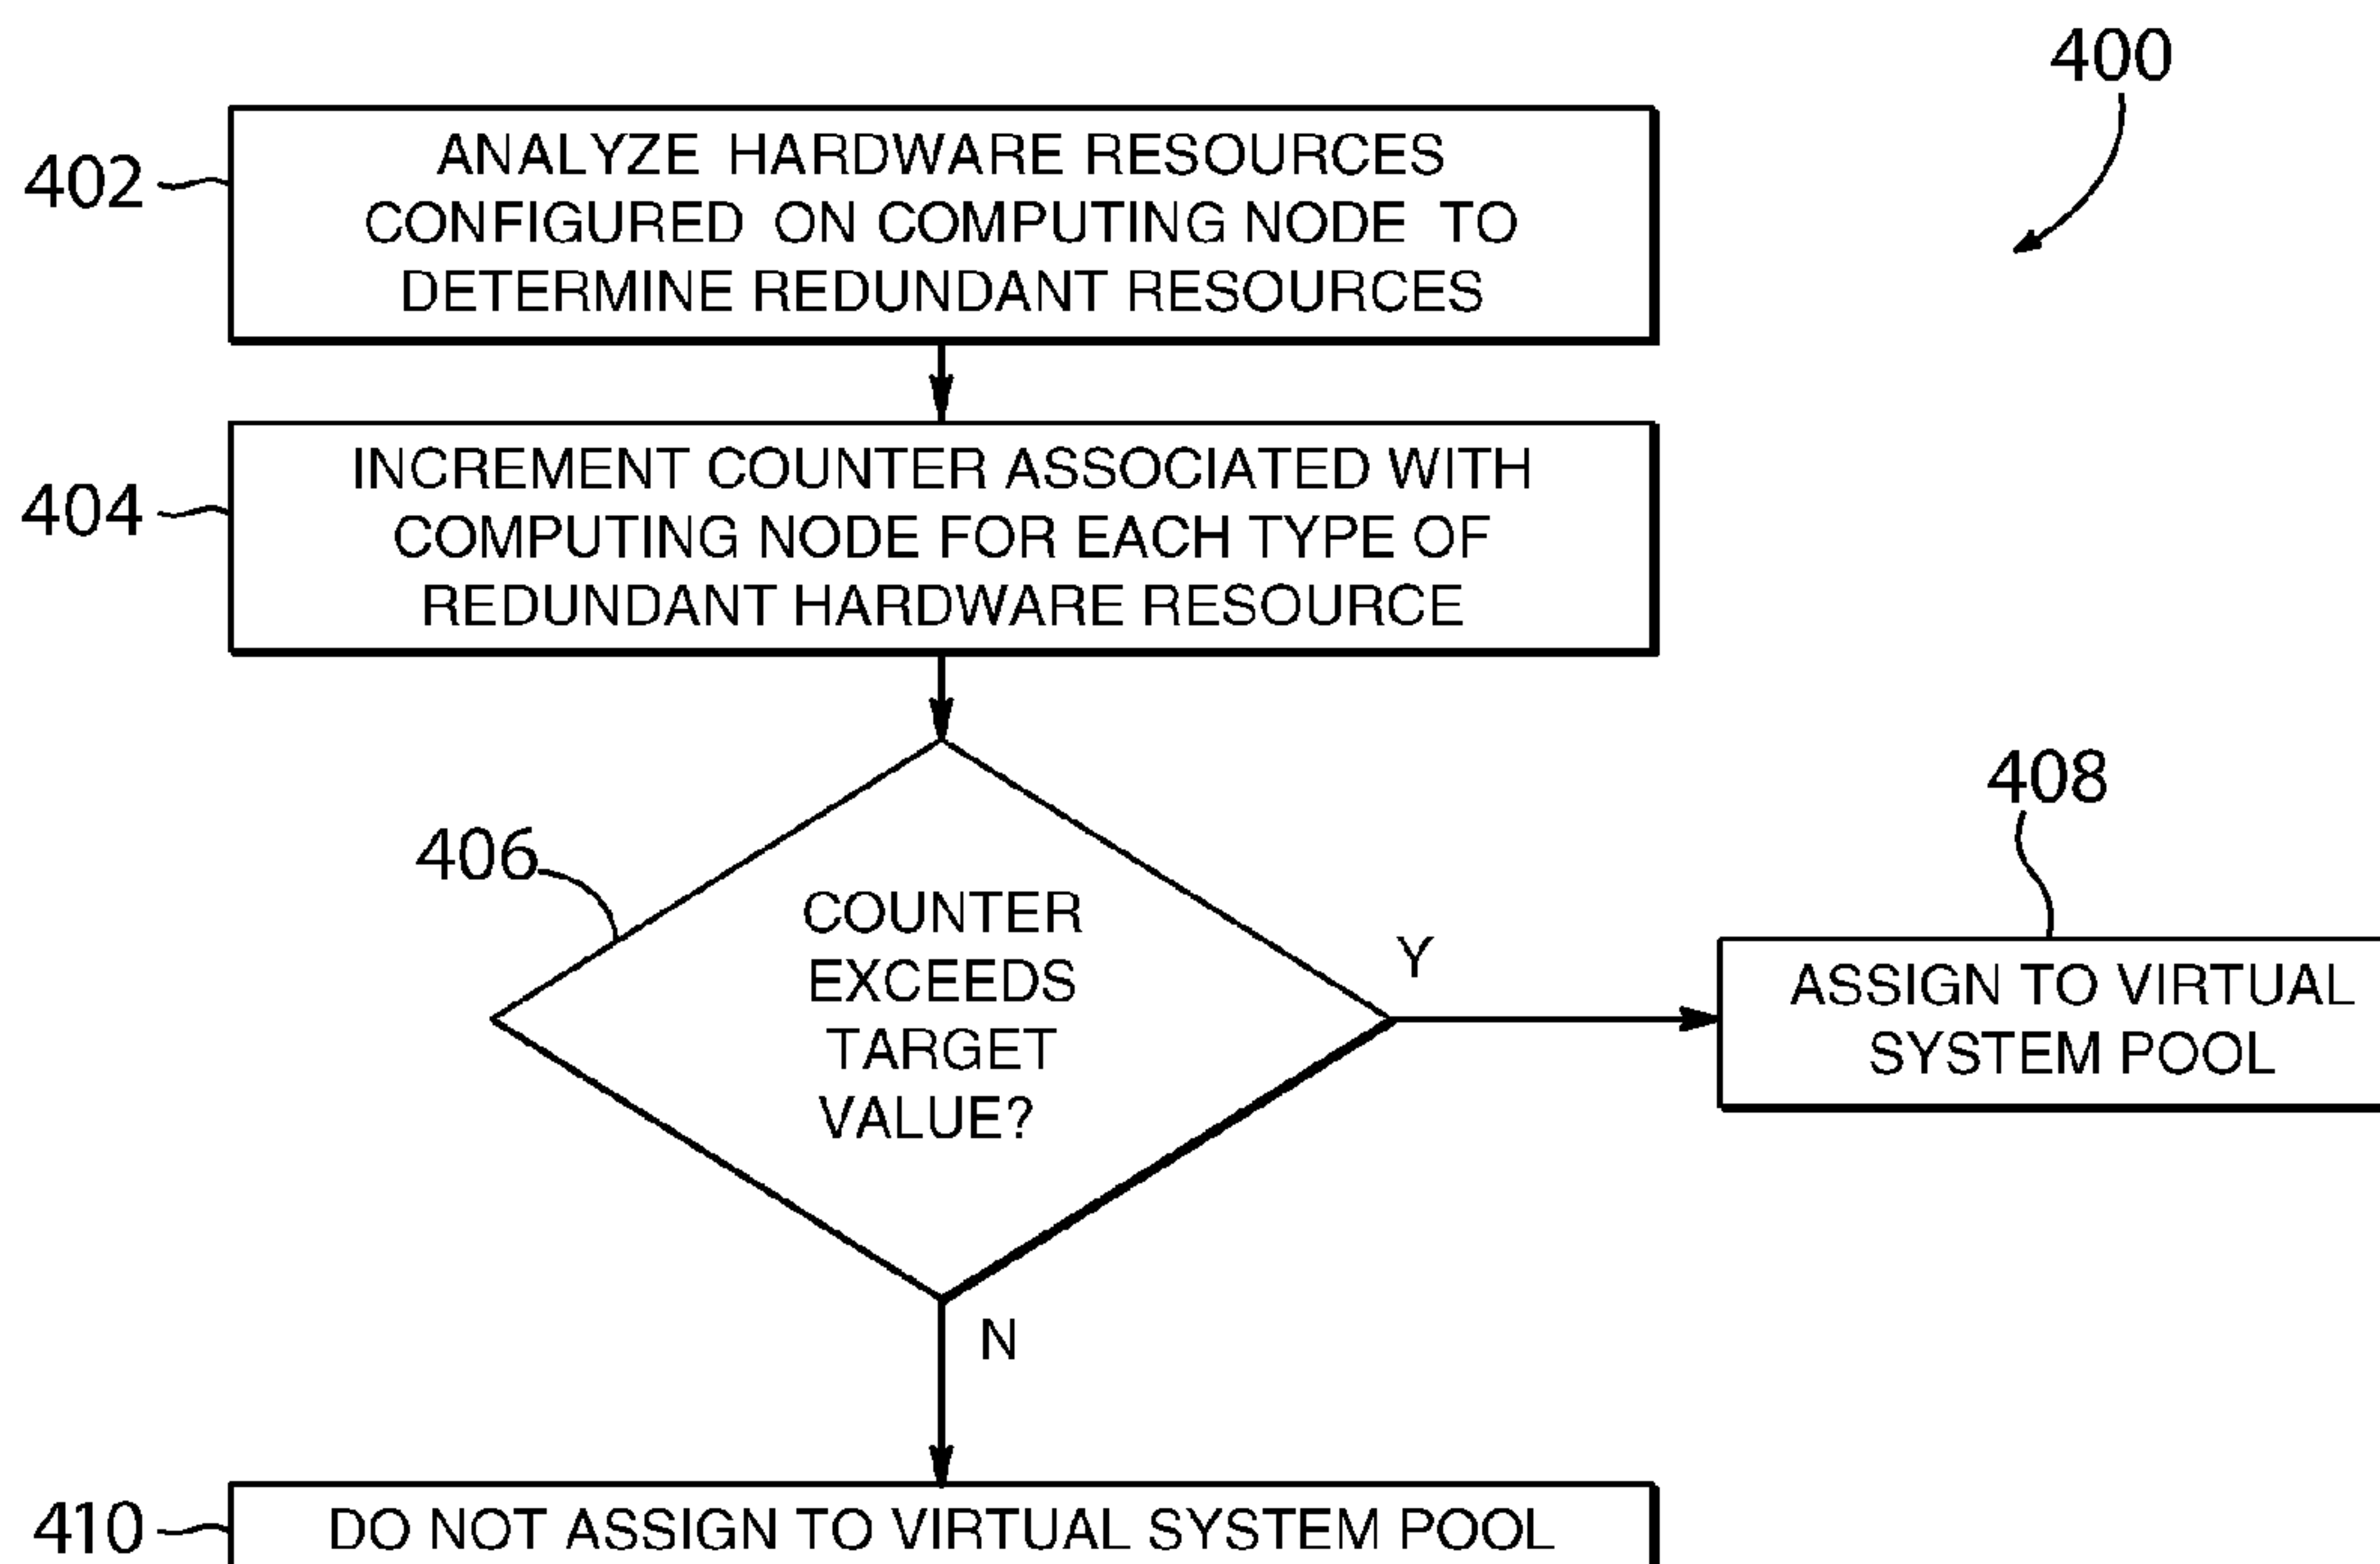 400
402
ANALYZE HARDWARE RESOURCES
CONFIGURED ON COMPUTING NODE TO
DETERMINE REDUNDANT RESOURCES
404
INCREMENT COUNTER ASSOCIATED WITH
COMPUTING NODE FOR EACH TYPE OF
REDUNDANT HARDWARE RESOURCE
406
COUNTER
EXCEEDS
TARGET
VALUE?
Y
408
ASSIGN TO VIRTUAL
SYSTEM POOL
N
410
DO NOT ASSIGN TO VIRTUAL SYSTEM POOL